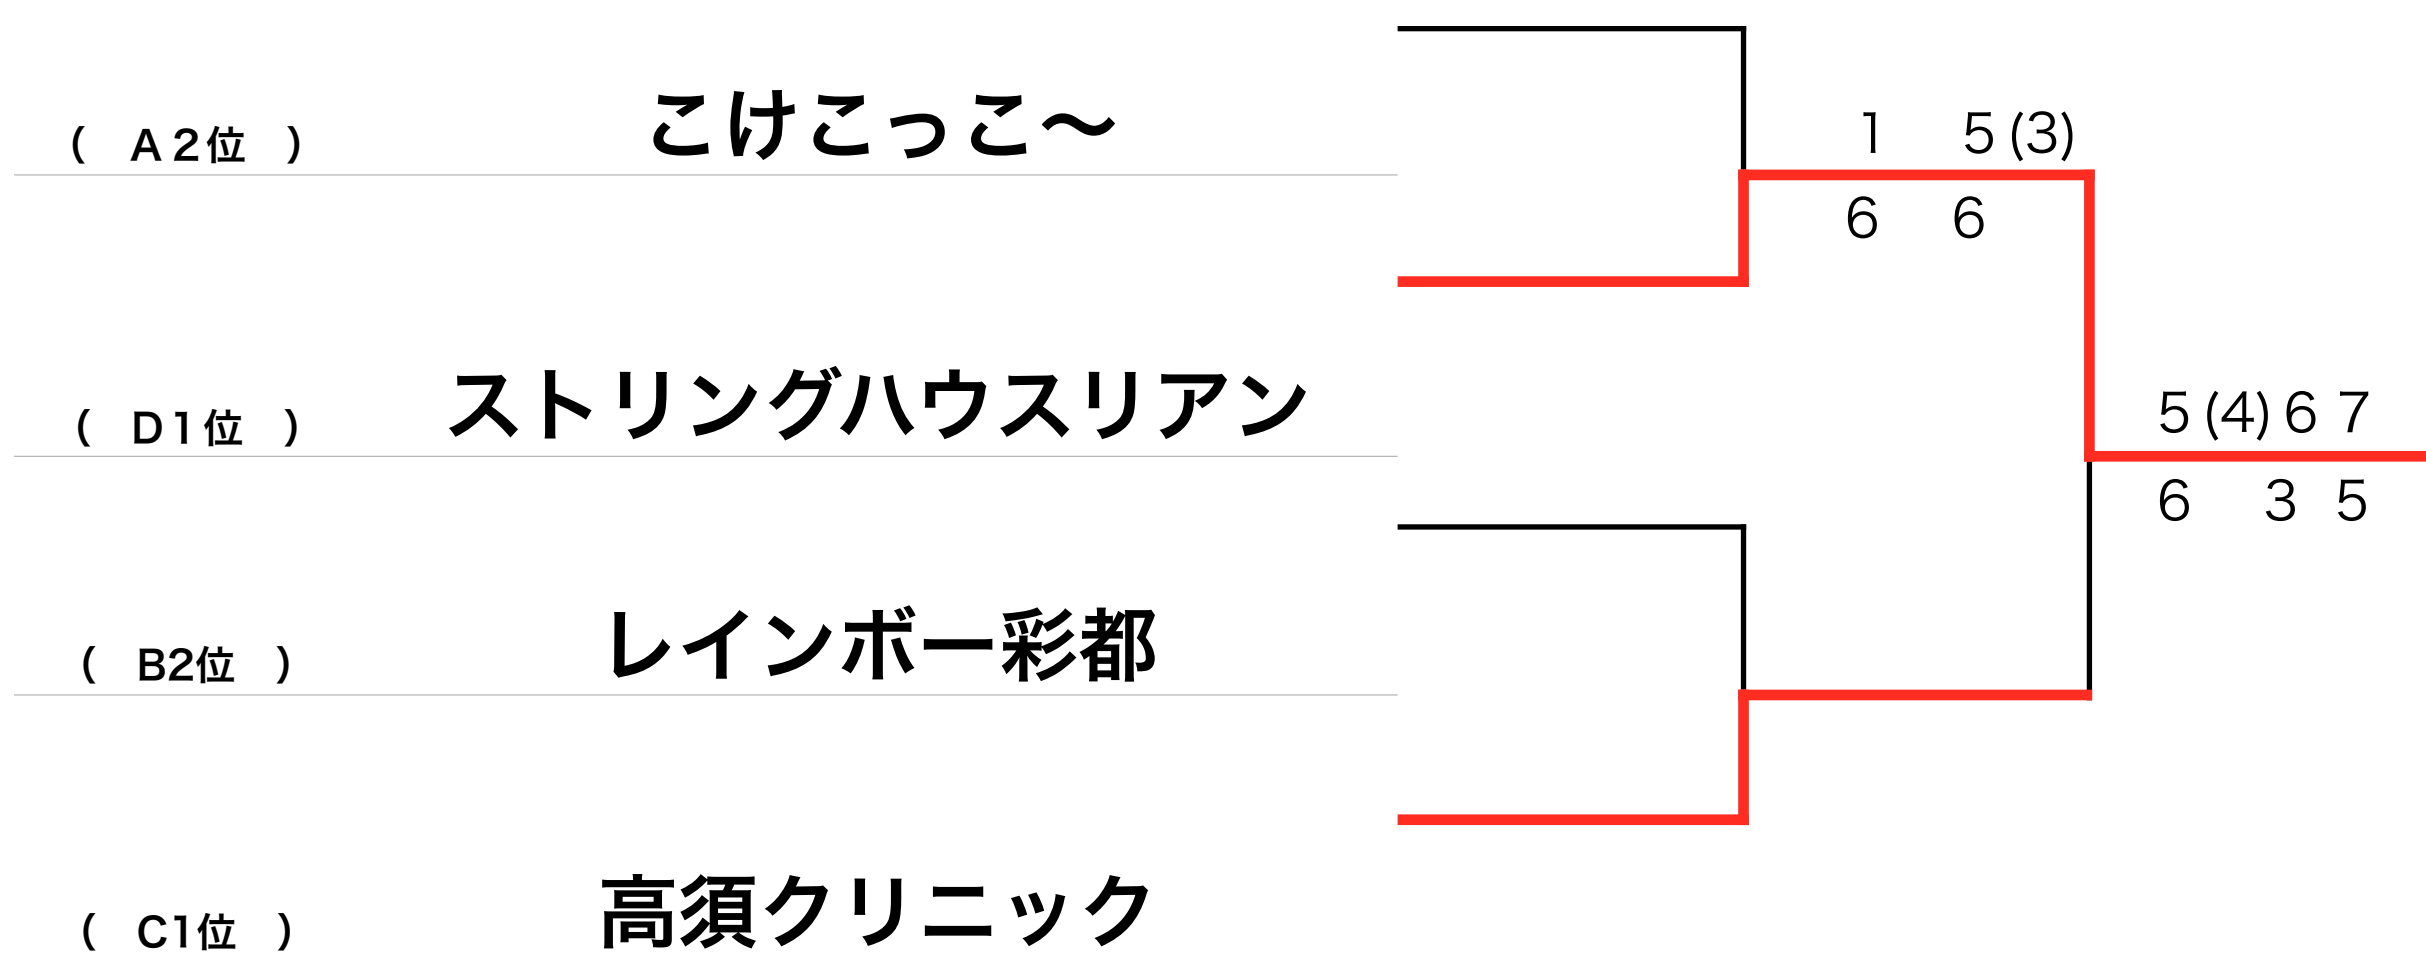 ( A2位 ) こけこっこ〜 1 5 (3)
6 6
( D1位 ) ストリングハウスリアン 5 (4) 6 7
6 3 5
( B2位 ) レインボー彩都
( C1位 ) 高須クリニック